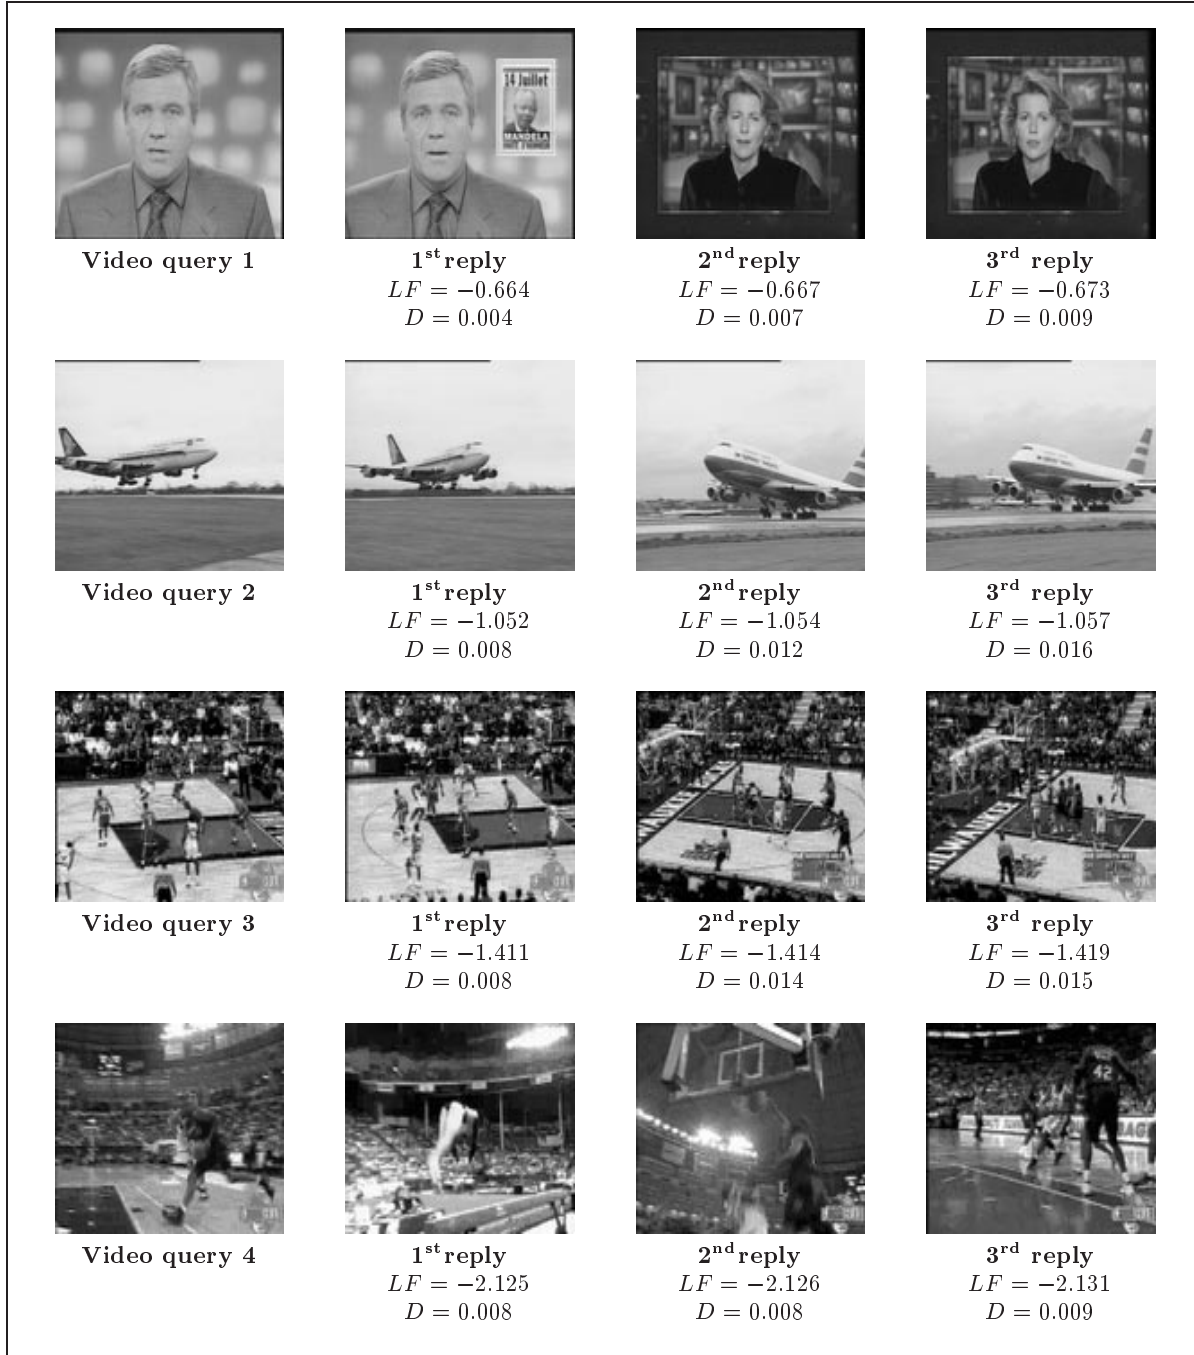 14 Juillet
MANDELA
Video query 1
1st reply
LF = −0.664
D = 0.004
2nd reply
LF = −0.667
D = 0.007
3rd reply
LF = −0.673
D = 0.009
Video query 2
1st reply
LF = −1.052
D = 0.008
2nd reply
LF = −1.054
D = 0.012
3rd reply
LF = −1.057
D = 0.016
Video query 3
1st reply
LF = −1.411
D = 0.008
2nd reply
LF = −1.414
D = 0.014
3rd reply
LF = −1.419
D = 0.015
42
Video query 4
1st reply
LF = −2.125
D = 0.008
2nd reply
LF = −2.126
D = 0.008
3rd reply
LF = −2.131
D = 0.009